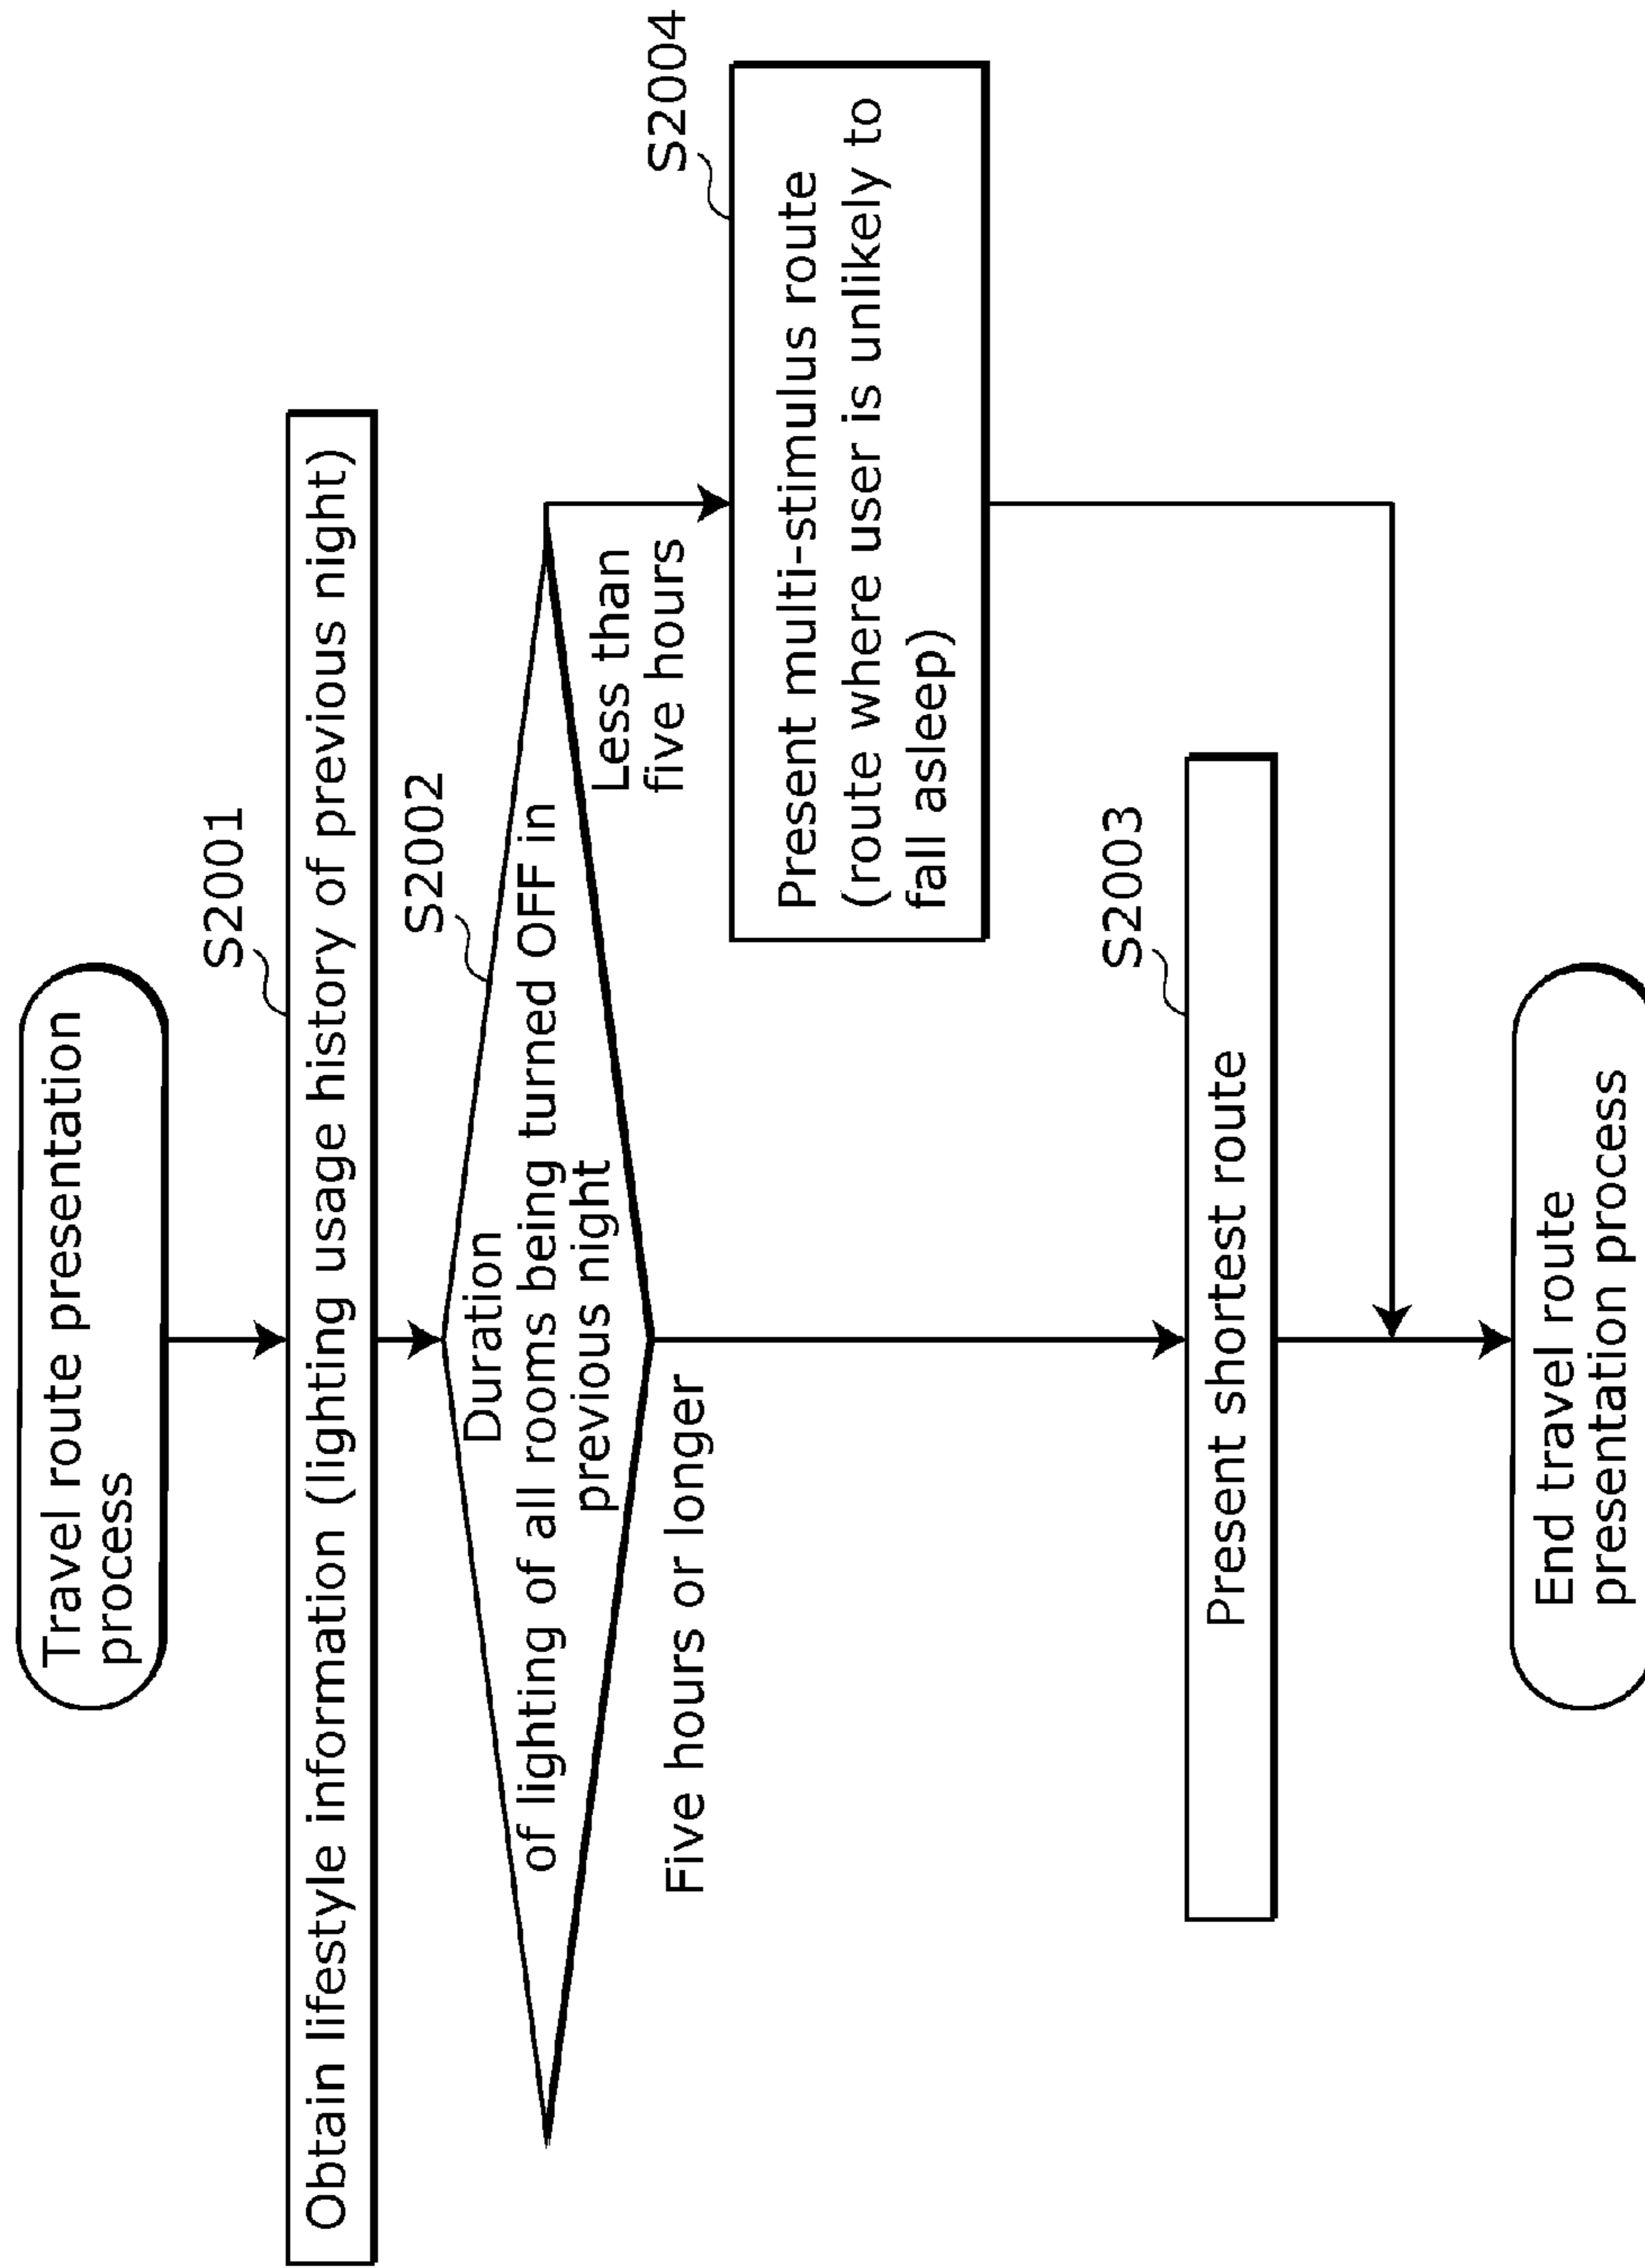 Travel route presentation
process
S2001
Obtain lifestyle information (lighting usage history of previous night)
S2002
Duration
of lighting of all rooms being turned OFF in
previous night
Less than
five hours
Five hours or longer
S2004
Present multi-stimulus route
(route where user is unlikely to
fall asleep)
S2003
Present shortest route
End travel route
presentation process